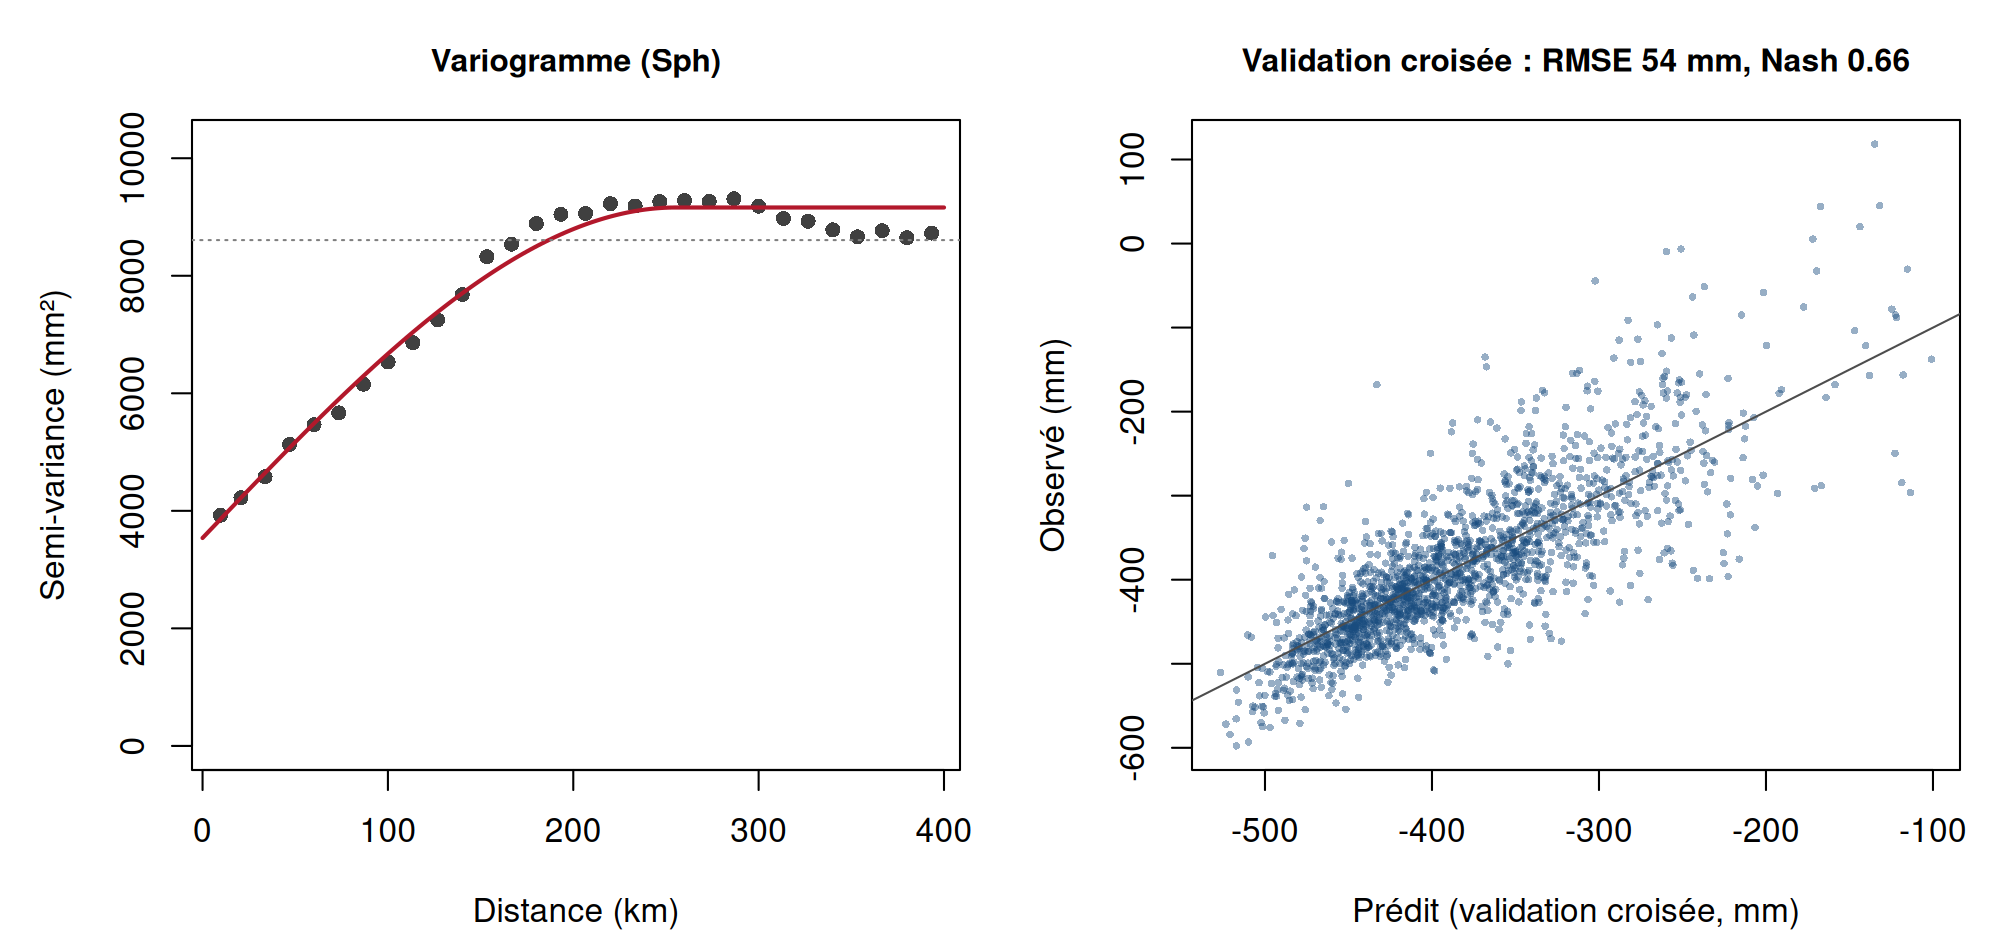 Variogramme (Sph)
Semi-variance (mm²)
10000
8000
6000
4000
2000
0
0 100 200 300 400
Distance (km)
Validation croisée : RMSE 54 mm, Nash 0.66
Observé (mm)
100
0
-200
-400
-600
-500 -400 -300 -200 -100
Prédit (validation croisée, mm)